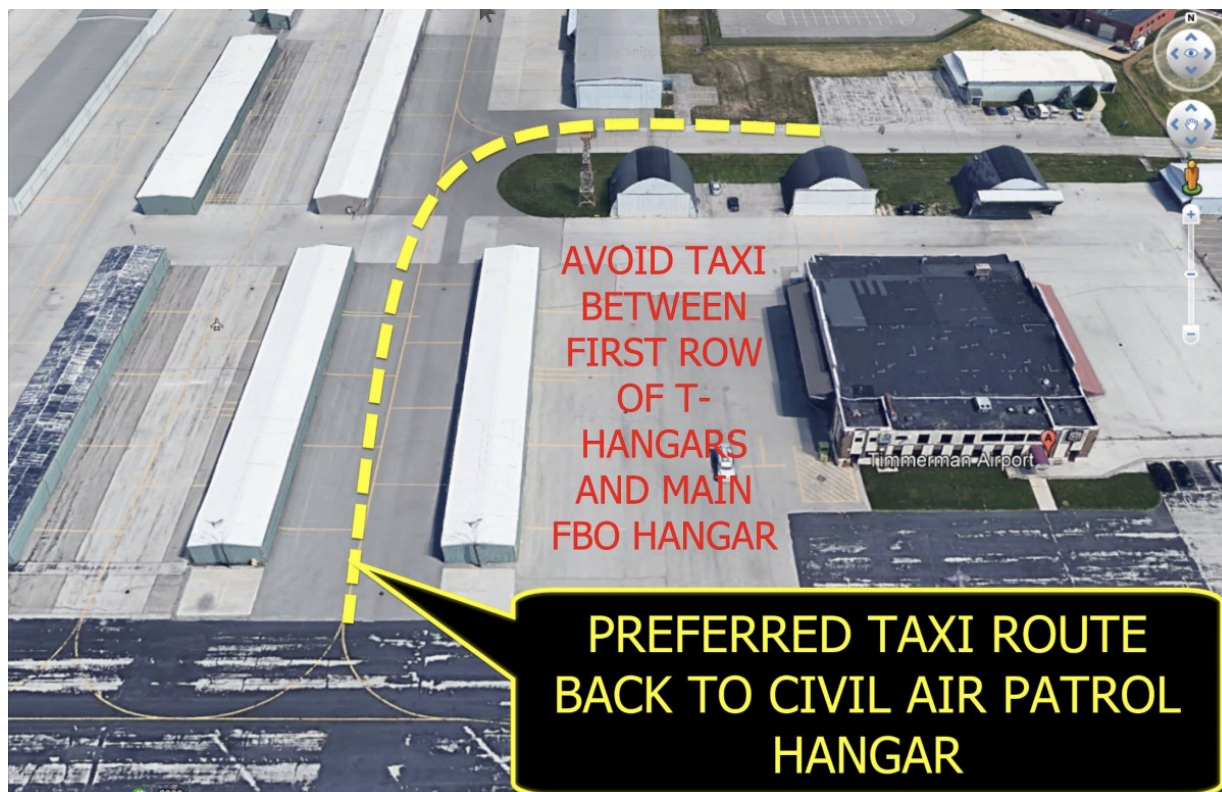 N
AVOID TAXI
BETWEEN
FIRST ROW
OF T-
HANGARS
AND MAIN
FBO HANGAR
A
Timmerman Airport
PREFERRED TAXI ROUTE
BACK TO CIVIL AIR PATROL
HANGAR